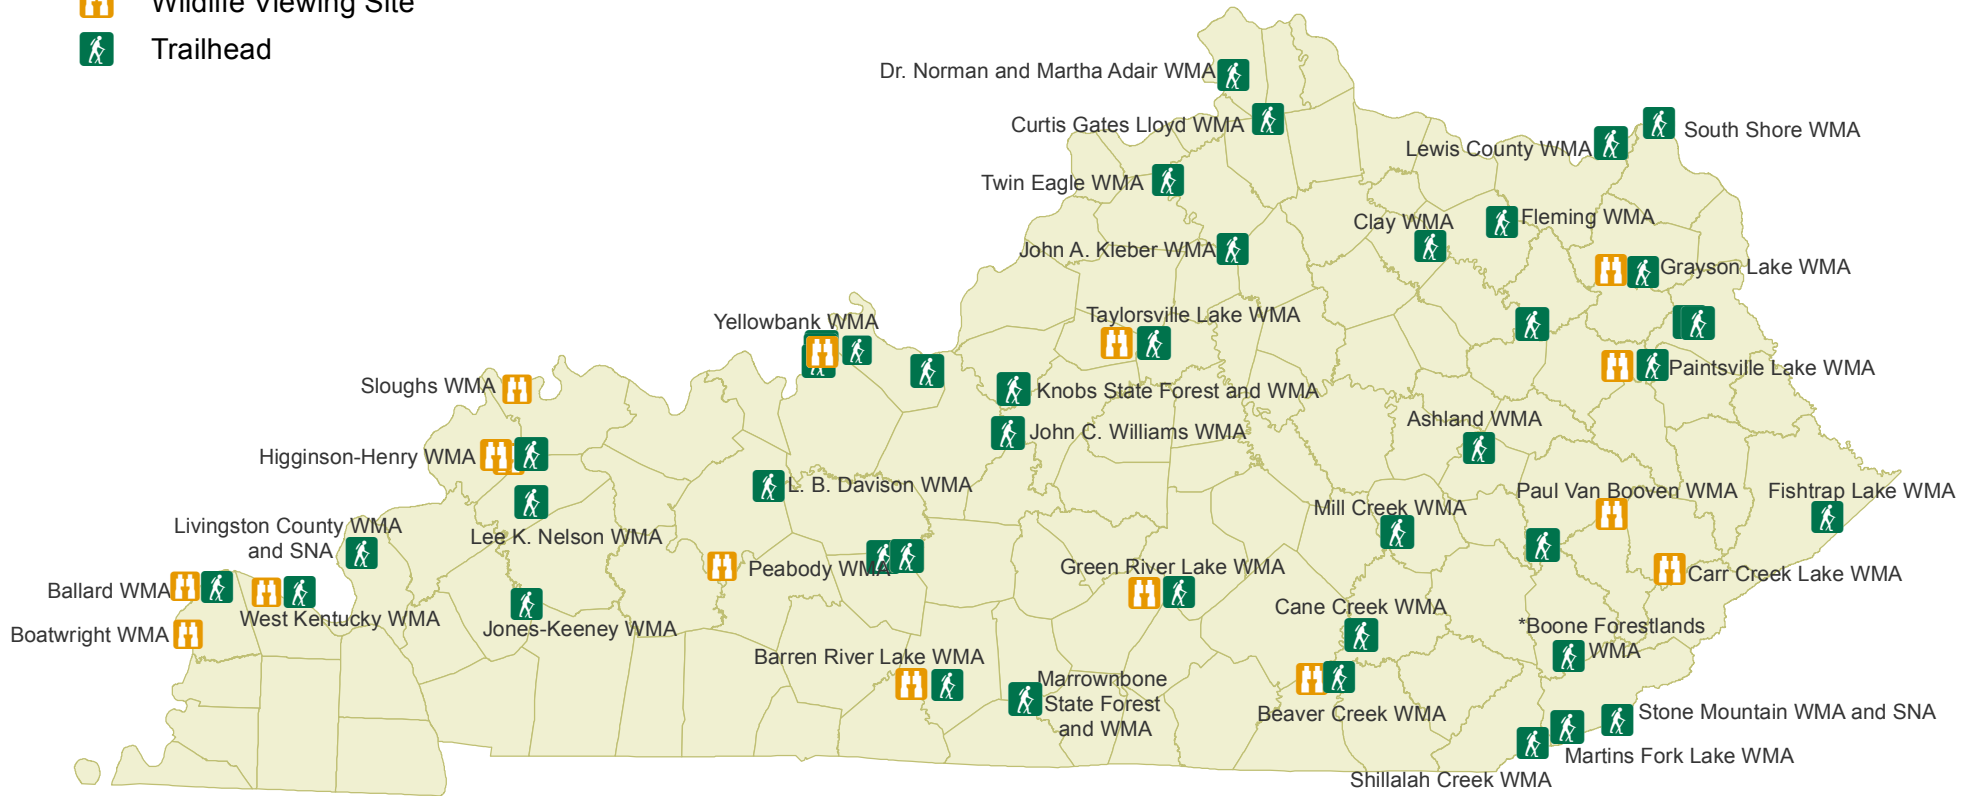 Wildlife Viewing Site
Trailhead
Dr. Norman and Martha Adair WMA
Curtis Gates Lloyd WMA
South Shore WMA
Lewis County WMA
Twin Eagle WMA
Clay WMA
Fleming WMA
John A. Kleber WMA
Grayson Lake WMA
Taylorsville Lake WMA
Yellowbank WMA
Paintsville Lake WMA
Sloughs WMA
Knobs State Forest and WMA
Ashland WMA
John C. Williams WMA
Higginson-Henry WMA
L. B. Davison WMA
Paul Van Booven WMA
Fishtrap Lake WMA
Mill Creek WMA
Livingston County WMA
and SNA
Lee K. Nelson WMA
Peabody WMA
Green River Lake WMA
Carr Creek Lake WMA
Ballard WMA
West Kentucky WMA
Cane Creek WMA
Boatwright WMA
Jones-Keeney WMA
*Boone Forestlands
WMA
Barren River Lake WMA
Marrownbone
State Forest
and WMA
Beaver Creek WMA
Stone Mountain WMA and SNA
Martins Fork Lake WMA
Shillalah Creek WMA